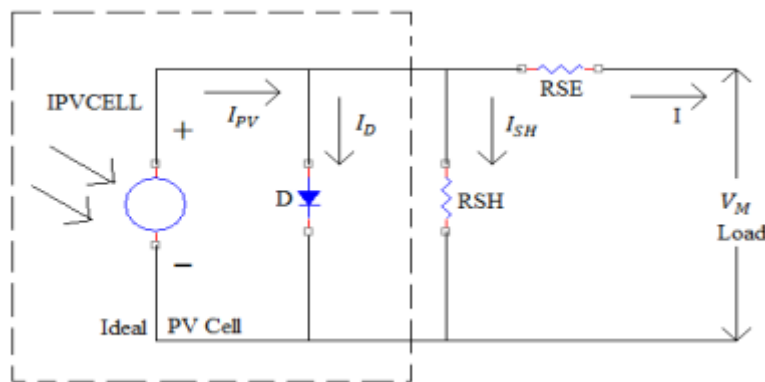 RSE
IPVCELL
I_PV
I_D
I_SH
I
+
D
RSH
V_M
Load
−
Ideal PV Cell